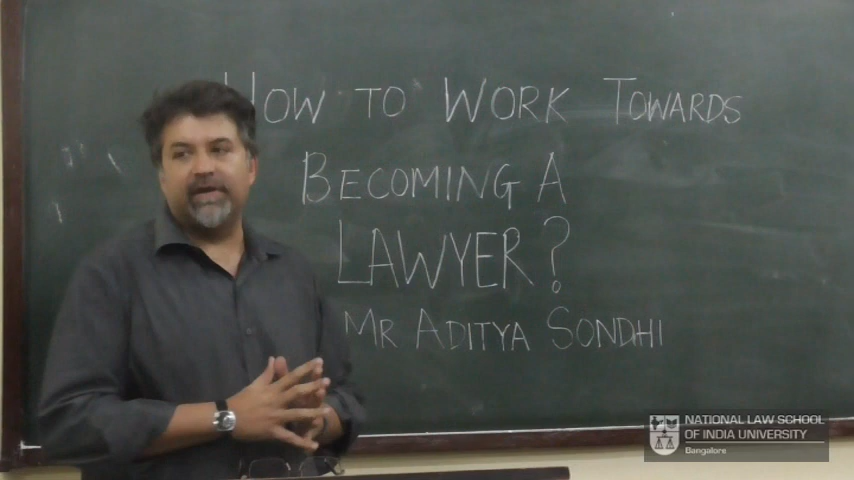 How to Work Towards
Becoming A
Lawyer?
Mr Aditya Sondhi
NATIONAL LAW SCHOOL
OF INDIA UNIVERSITY
Bangalore